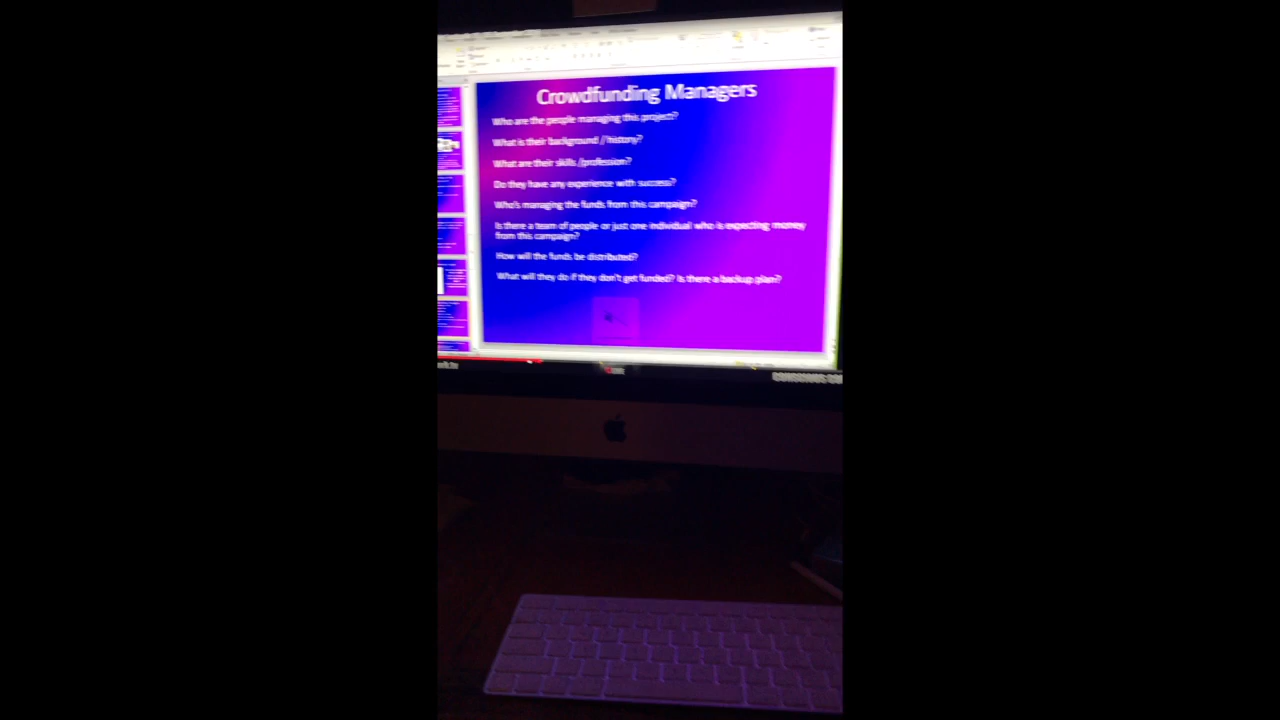 Crowdfunding Managers
Who are the people managing this project?
What is their background / history?
What are their skills /profession?
Do they have any experience with success?
Who's managing the funds from this campaign?
Is there a team of people or just one individual who is expecting money
from this campaign?
How will the funds be distributed?
What will they do if they don't get funded? Is there a backup plan?